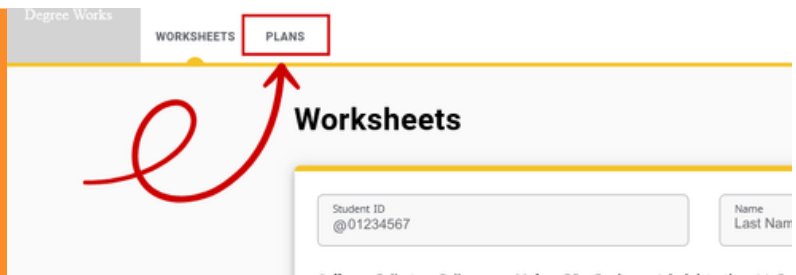 Degree Works
WORKSHEETS PLANS
Worksheets
Student ID
@01234567
Name
Last Nam